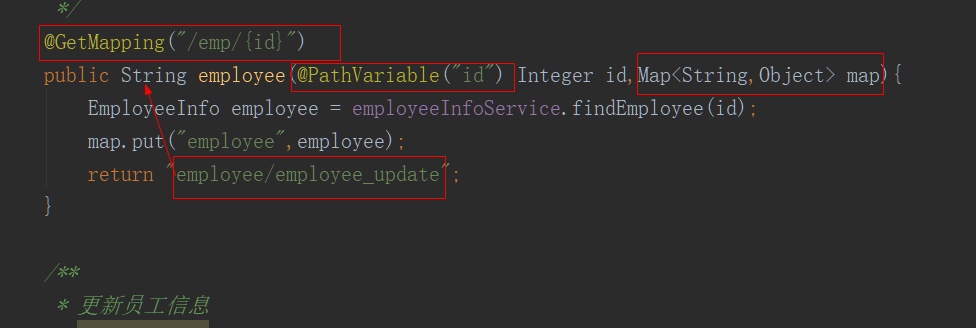 */
@GetMapping("/emp/{id}")
public String employee(@PathVariable("id") Integer id,Map<String,Object> map){
EmployeeInfo employee = employeeInfoService.findEmployee(id);
map.put("employee",employee);
return "employee/employee_update";
}
/**
* 更新员工信息